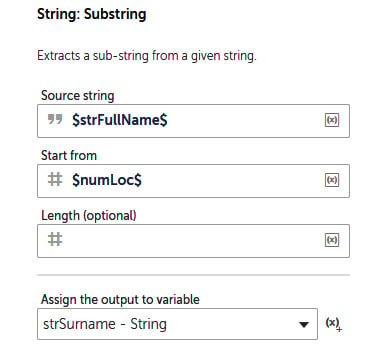 String: Substring
Extracts a sub-string from a given string.
Source string
" $strFullName$ (x)
Start from
# $numLoc$ (x)
Length (optional)
# (x)
Assign the output to variable
strSurname - String (x)+